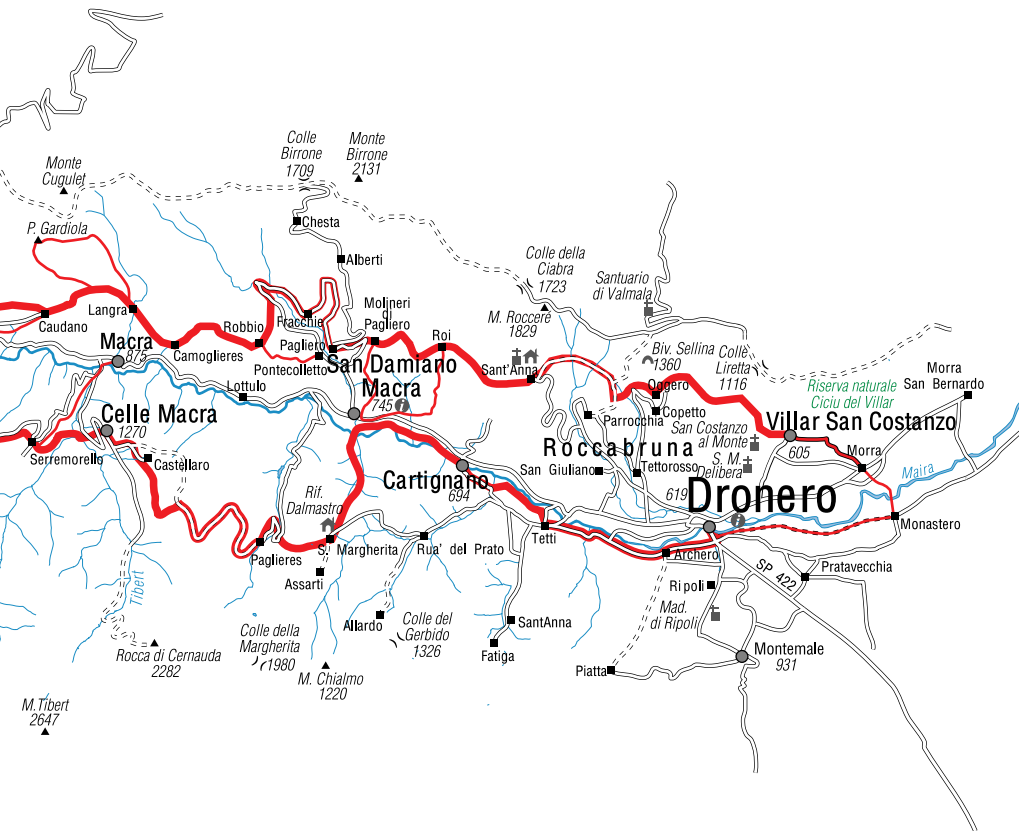 Colle
Birrone
1709
Monte
Birrone
2131
Monte
Cugulet
P. Gardiola
Chesta
Alberti
Colle della
Ciabra
1723
Santuario
di Valmala
Langra
Caudano
Robbio
Fracchie
Molineri
di
Pagliero
M. Roccerè
1829
Macra
875
Camoglieres
Pagliero
Pontecolletto
Roi
San Damiano
Macra
745
i
Sant'Anna
Biv. Sellina
1360
Colle
Liretta
1116
Oggero
Copetto
Riserva naturale
Ciciu del Villar
Morra
San Bernardo
Lottulo
Celle Macra
1270
Parrocchia
San Costanzo
al Monte
Villar San Costanzo
605
Roccabruna
Serremorello
Castellaro
Cartignano
694
San Giuliano
Tettorosso
S. M.
Delibera
Morra
Maira
619
Dronero
i
Rif.
Dalmastro
Monastero
Tetti
Paglieres
S. Margherita
Rua' del Prato
Archero
SP 422
Pratavecchia
Assarti
Tibert
Ripoli
Mad.
di Ripoli
Allardo
Colle del
Gerbido
1326
SantAnna
Colle della
Margherita
1980
Rocca di Cernauda
2282
Fatiga
Montemale
931
Piatta
M. Chialmo
1220
M.Tibert
2647